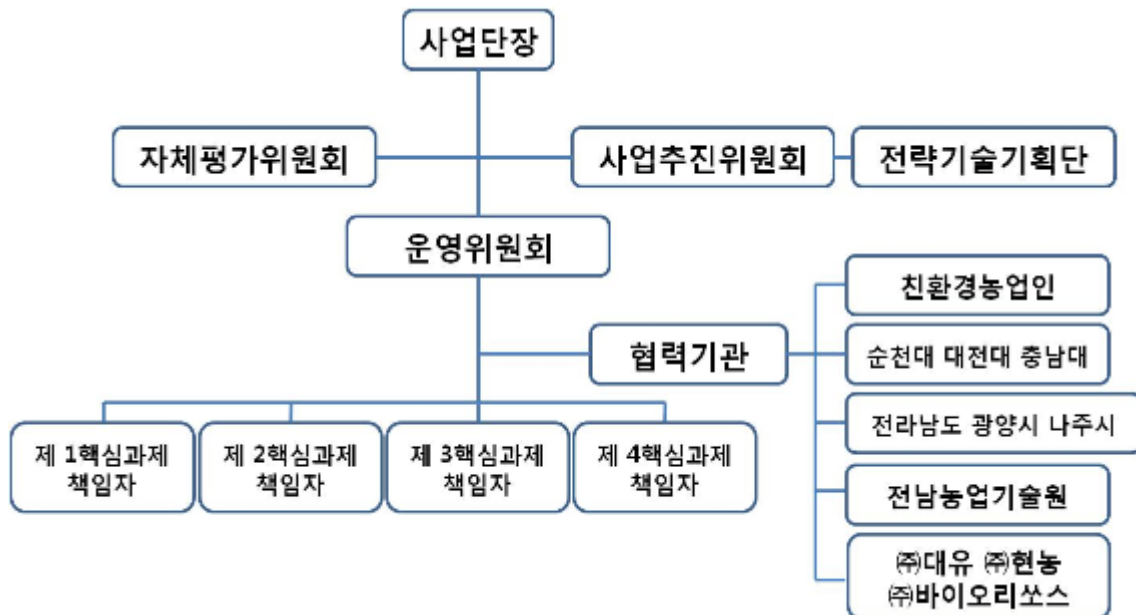 사업단장
자체평가위원회
사업추진위원회
전략기술기획단
운영위원회
친환경농업인
협력기관
순천대 대전대 충남대
전라남도 광양시 나주시
제 1핵심과제
책임자
제 2핵심과제
책임자
제 3핵심과제
책임자
제 4핵심과제
책임자
전남농업기술원
㈜대유 ㈜현농
㈜바이오리쏘스